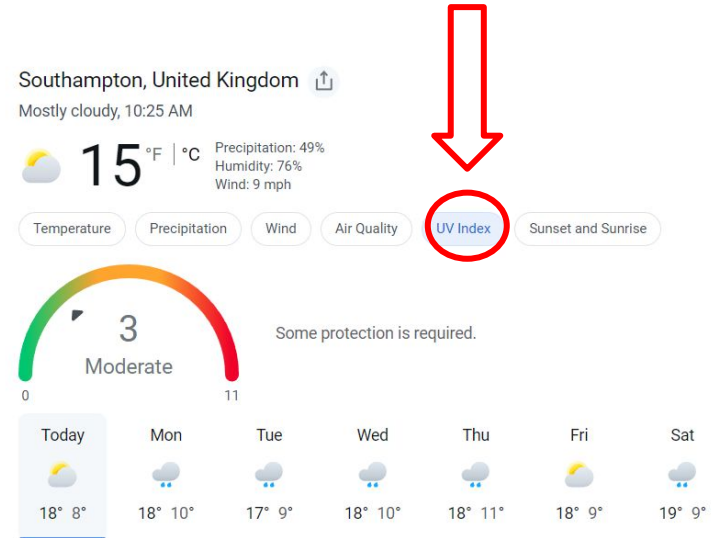 Southampton, United Kingdom
Mostly cloudy, 10:25 AM
15 °F | °C
Precipitation: 49%
Humidity: 76%
Wind: 9 mph
Temperature Precipitation Wind Air Quality UV Index Sunset and Sunrise
3
Moderate
Some protection is required.
0 11
Today Mon Tue Wed Thu Fri Sat
18° 8° 18° 10° 17° 9° 18° 10° 18° 11° 18° 9° 19° 9°